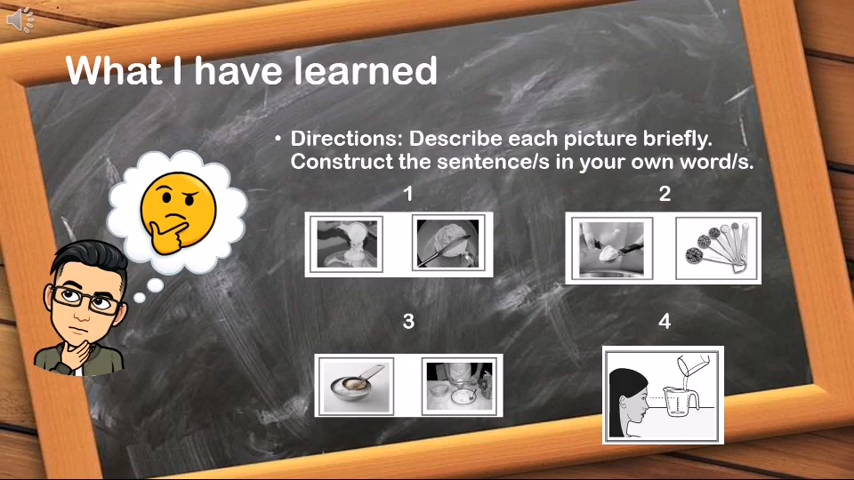 What I have learned
• Directions: Describe each picture briefly.
Construct the sentence/s in your own word/s.
1
2
3
4